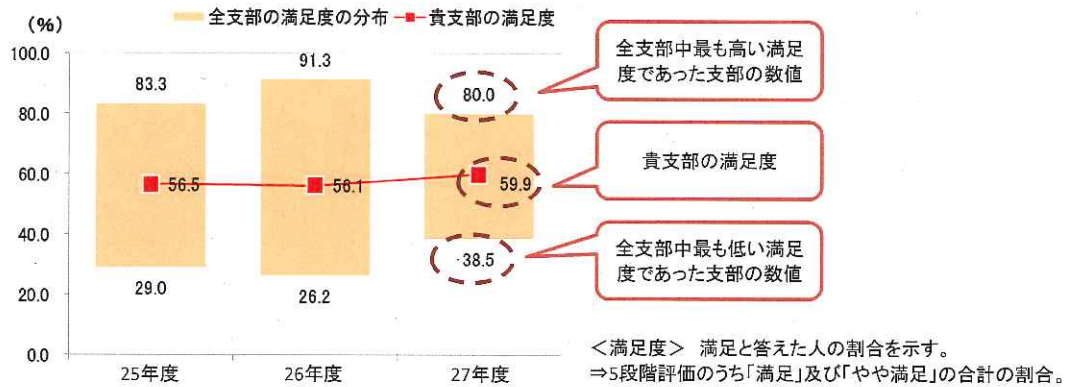 (%)
全支部の満足度の分布 貴支部の満足度
100.0
80.0
60.0
40.0
20.0
0.0
83.3
91.3
80.0
56.5
56.1
59.9
29.0
26.2
38.5
25年度
26年度
27年度
全支部中最も高い満足
度であった支部の数値
貴支部の満足度
全支部中最も低い満足
度であった支部の数値
<満足度> 満足と答えた人の割合を示す。
⇒5段階評価のうち「満足」及び「やや満足」の合計の割合。